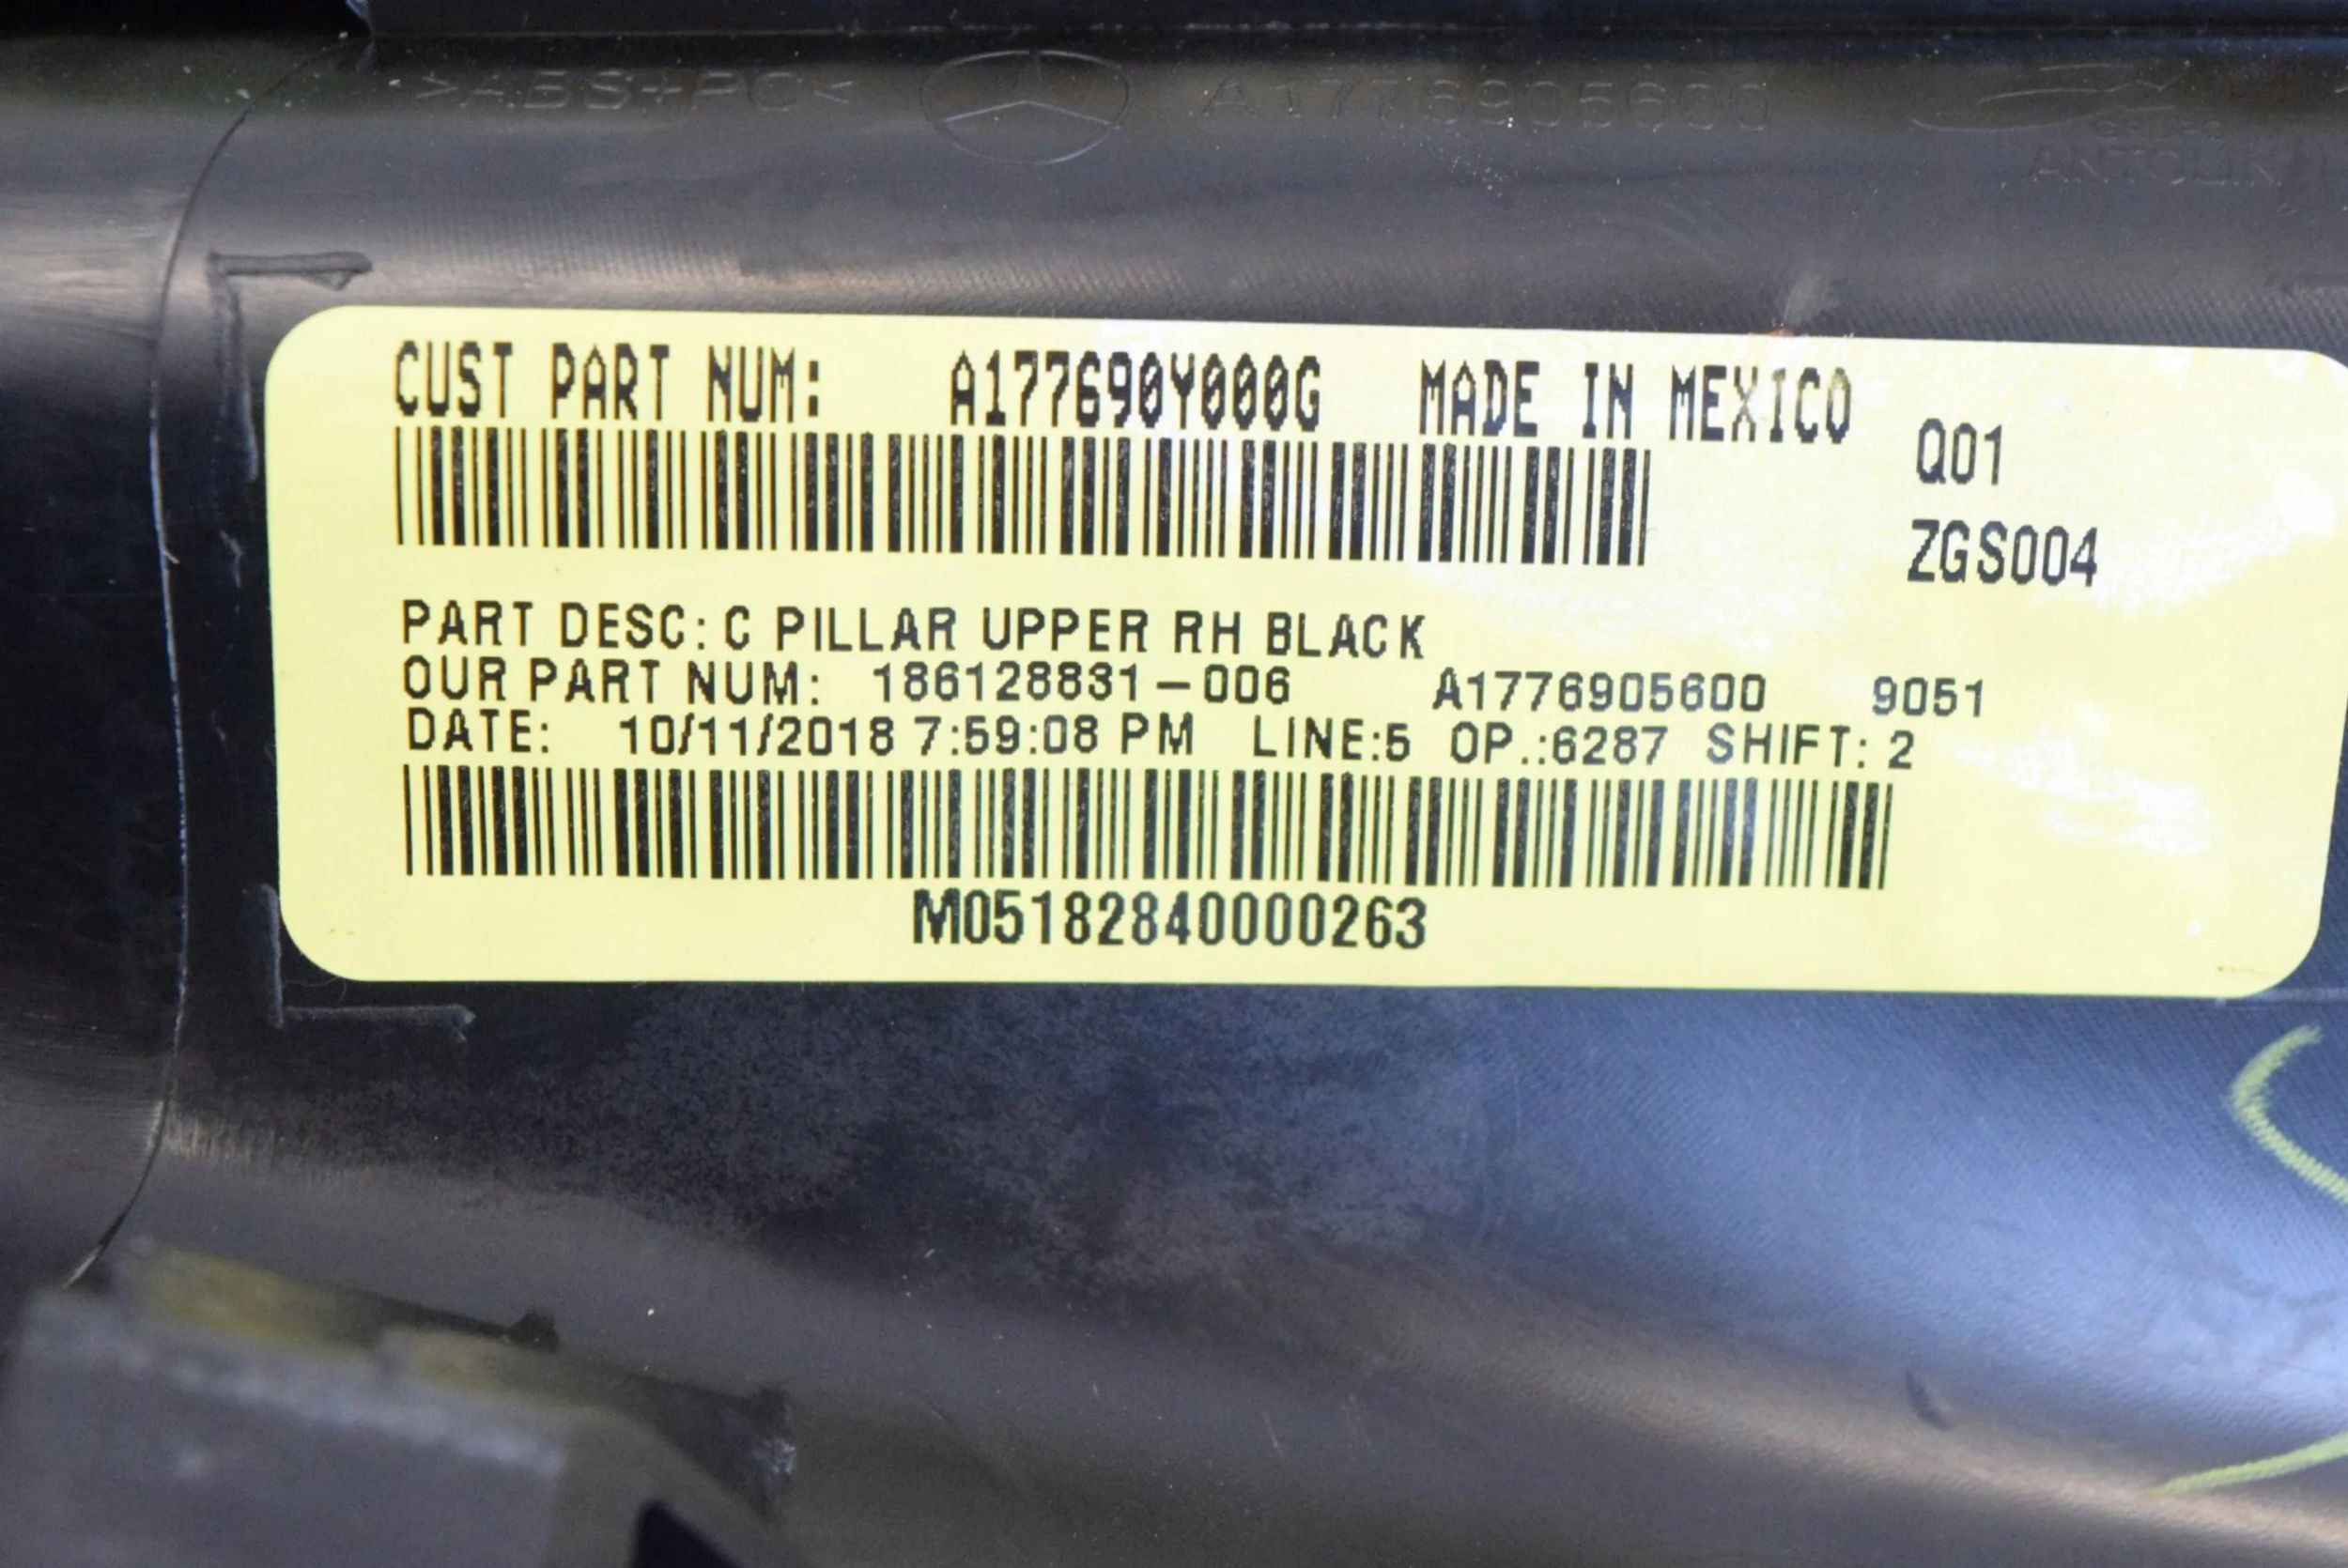 >ABS+PC< A1776905600
GRUPO
ANTOLIN
CUST PART NUM: A177690Y000G MADE IN MEXICO
Q01
ZGS004
PART DESC: C PILLAR UPPER RH BLACK
OUR PART NUM: 186128831-006 A1776905600 9051
DATE: 10/11/2018 7:59:08 PM LINE:5 OP.:6287 SHIFT: 2
M05182840000263